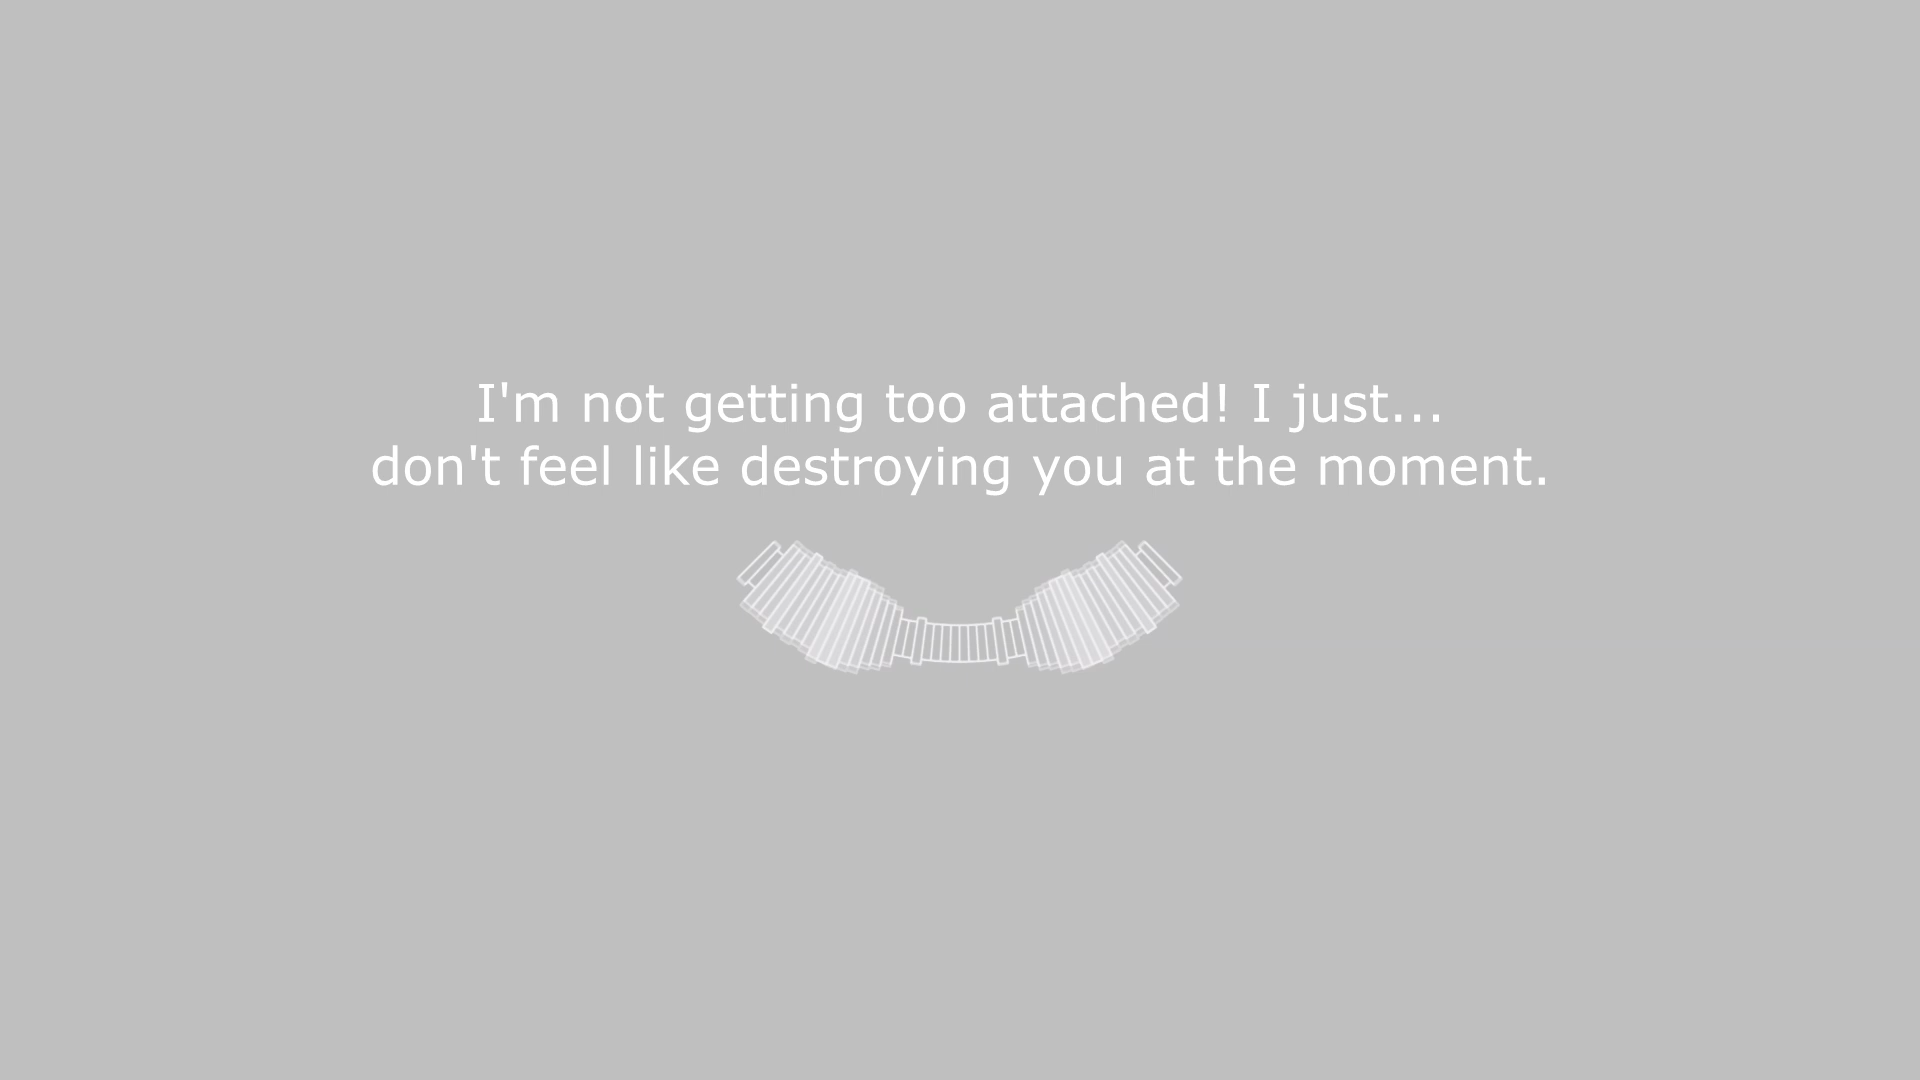 I'm not getting too attached! I just...
don't feel like destroying you at the moment.